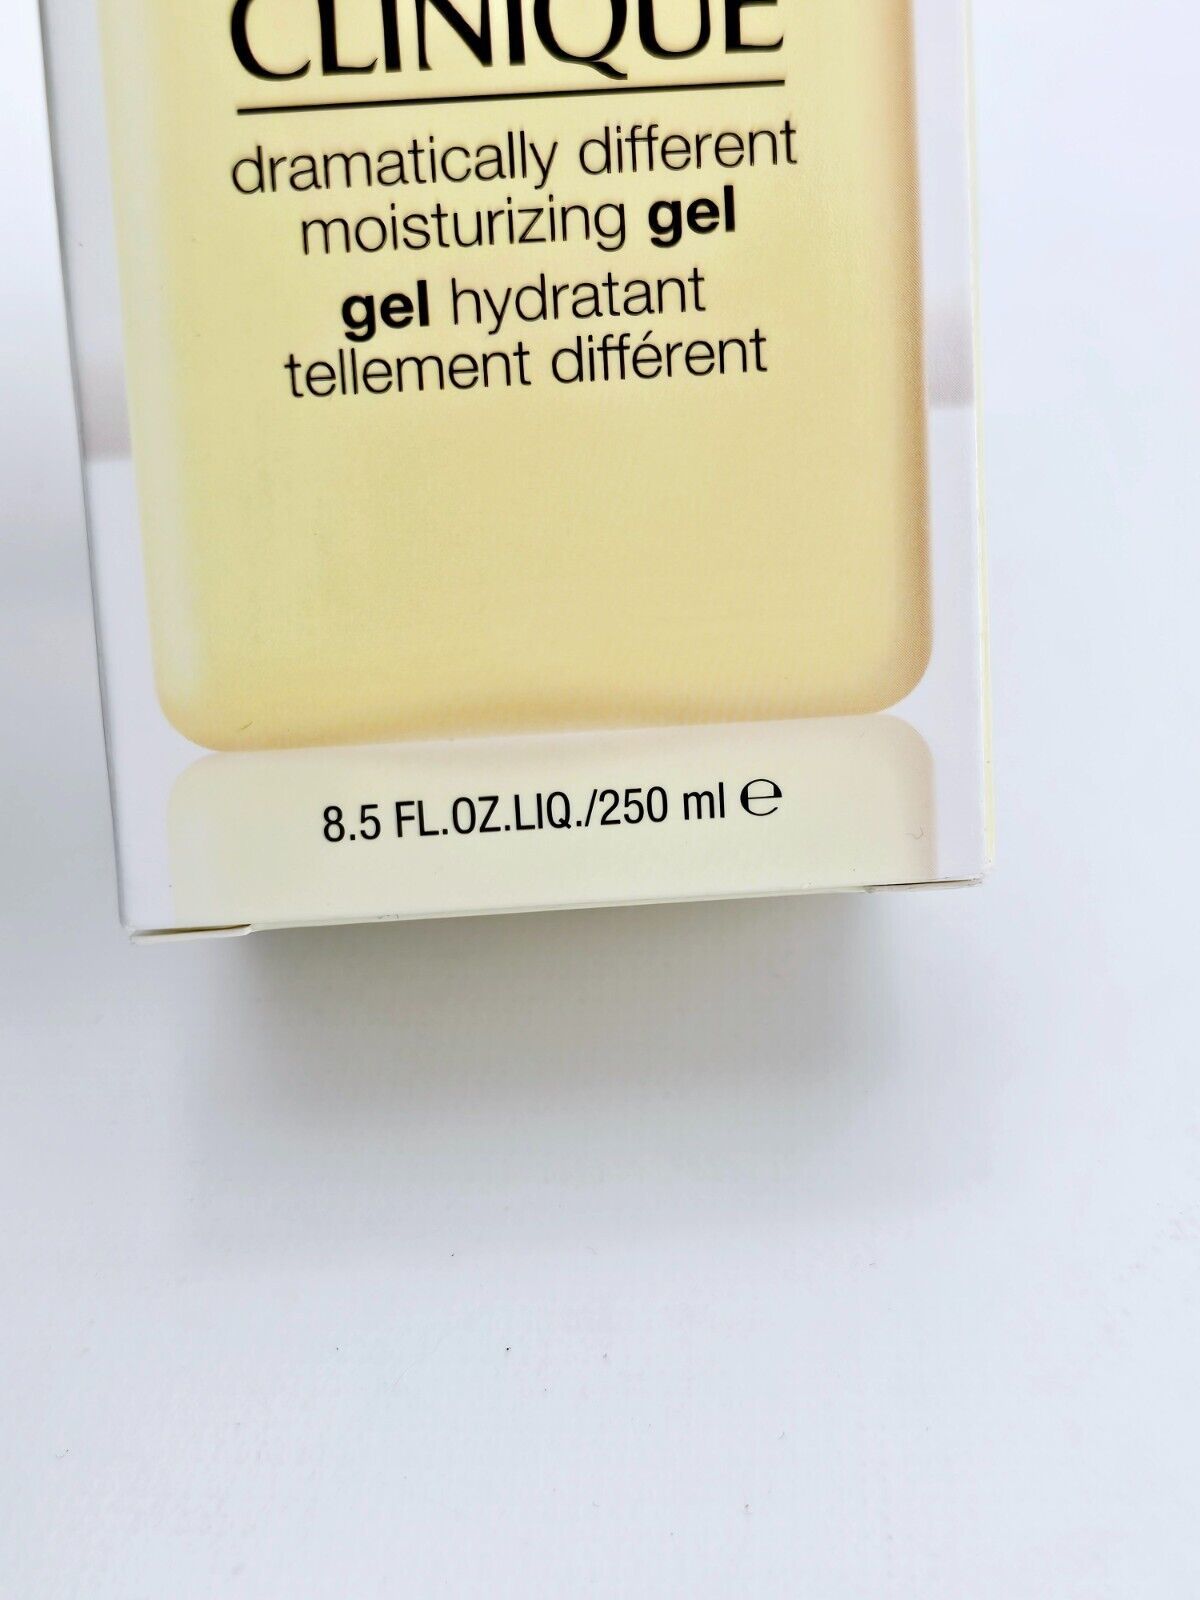 CLINIQUE
dramatically different
moisturizing gel
gel hydratant
tellement différent
8.5 FL.OZ.LIQ./250 ml ℮